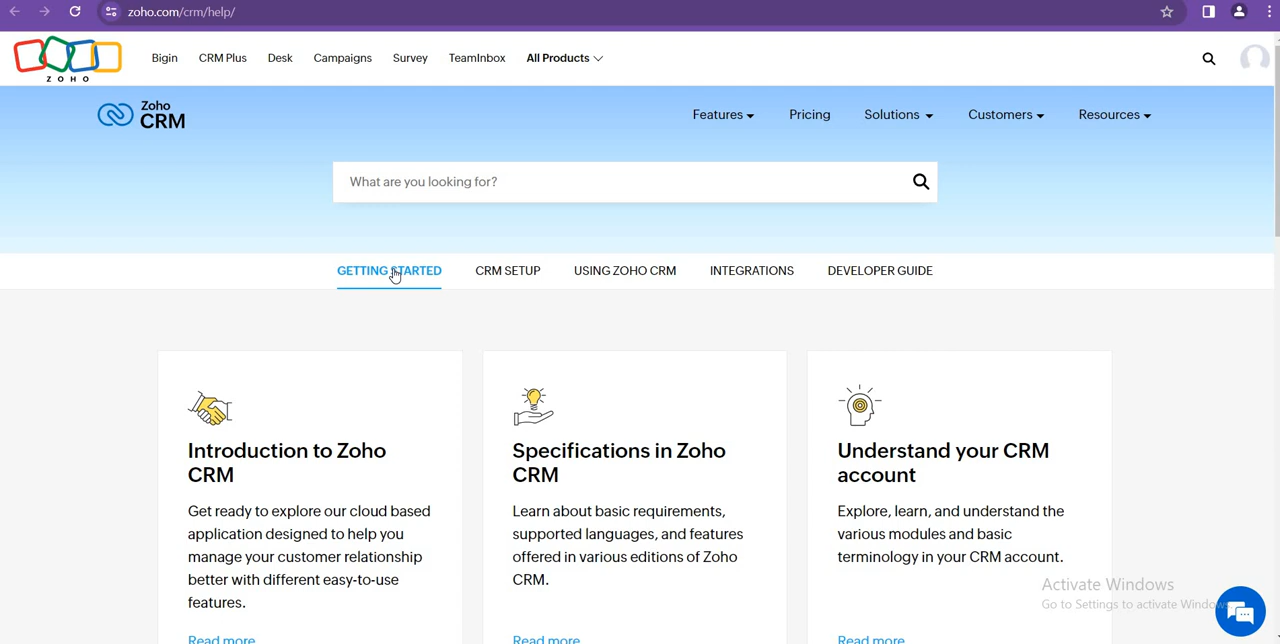 zoho.com/crm/help/
ZOHO
Bigin CRM Plus Desk Campaigns Survey TeamInbox All Products
Zoho
CRM
Features Pricing Solutions Customers Resources
What are you looking for?
GETTING STARTED CRM SETUP USING ZOHO CRM INTEGRATIONS DEVELOPER GUIDE
Introduction to Zoho
CRM
Get ready to explore our cloud based
application designed to help you
manage your customer relationship
better with different easy-to-use
features.
Read more
Specifications in Zoho
CRM
Learn about basic requirements,
supported languages, and features
offered in various editions of Zoho
CRM.
Read more
Understand your CRM
account
Explore, learn, and understand the
various modules and basic
terminology in your CRM account.
Read more
Activate Windows
Go to Settings to activate Windows.